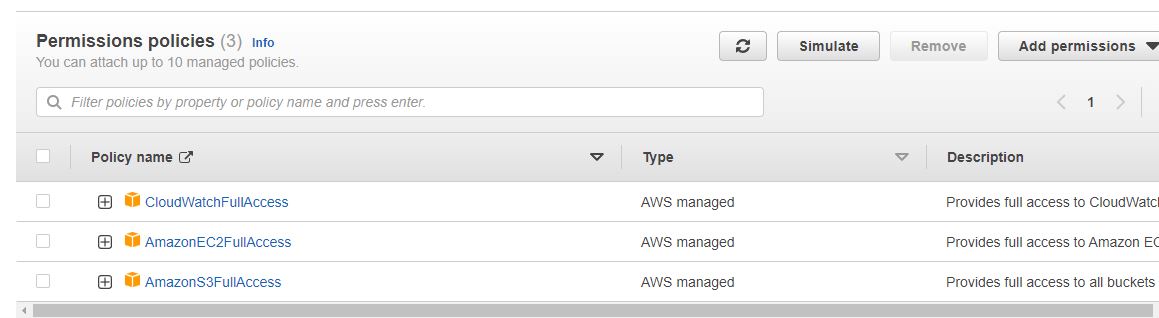 Permissions policies (3) Info
You can attach up to 10 managed policies.
Simulate Remove Add permissions
Filter policies by property or policy name and press enter.
1
Policy name Type Description
CloudWatchFullAccess AWS managed Provides full access to CloudWatc
AmazonEC2FullAccess AWS managed Provides full access to Amazon EC
AmazonS3FullAccess AWS managed Provides full access to all buckets